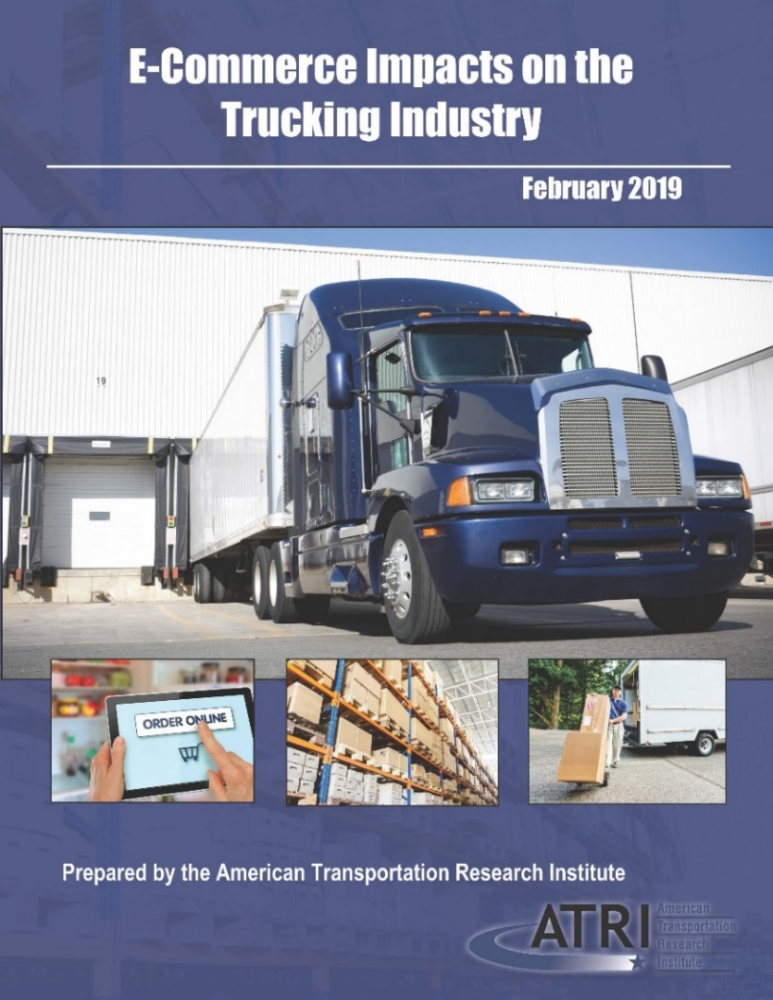 E-Commerce Impacts on the
Trucking Industry
February 2019
19
ORDER ONLINE
Prepared by the American Transportation Research Institute
ATRI
American
Transportation
Research
Institute